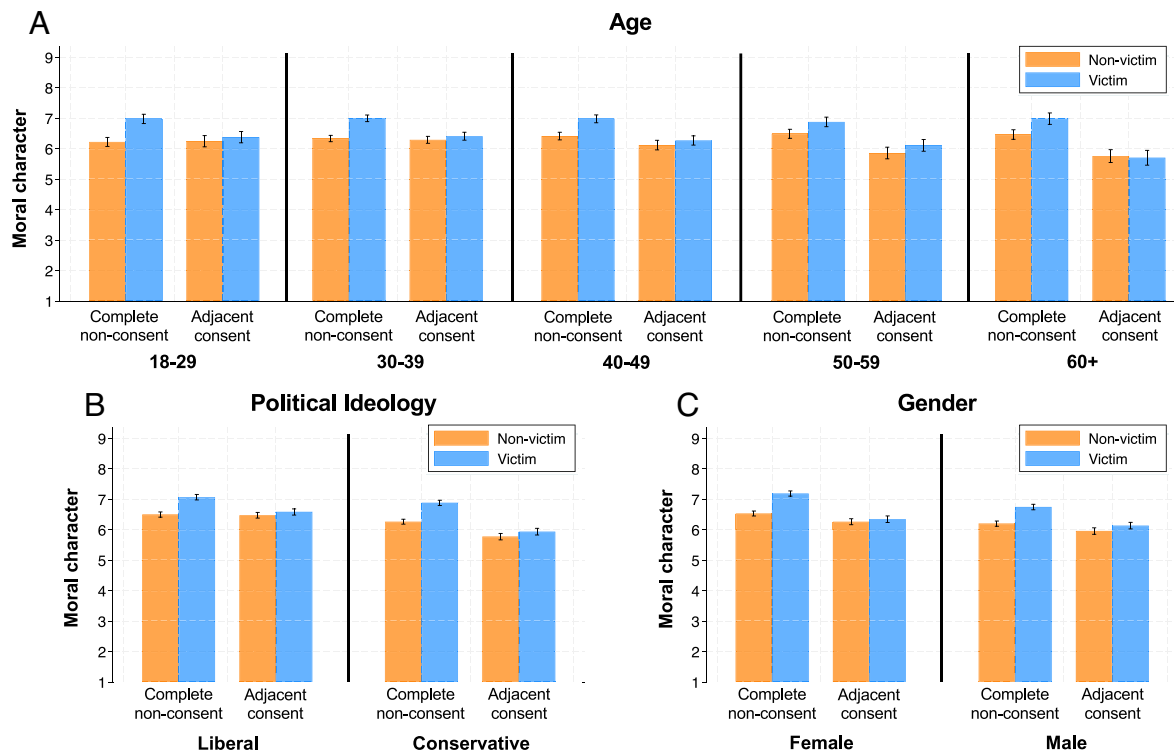 A
Age
Moral character
9
8
7
6
5
4
3
2
1
Non-victim
Victim
Complete
non-consent
Adjacent
consent
18-29
Complete
non-consent
Adjacent
consent
30-39
Complete
non-consent
Adjacent
consent
40-49
Complete
non-consent
Adjacent
consent
50-59
Complete
non-consent
Adjacent
consent
60+
B
Political Ideology
Moral character
9
8
7
6
5
4
3
2
1
Non-victim
Victim
Complete
non-consent
Adjacent
consent
Liberal
Complete
non-consent
Adjacent
consent
Conservative
C
Gender
Moral character
9
8
7
6
5
4
3
2
1
Non-victim
Victim
Complete
non-consent
Adjacent
consent
Female
Complete
non-consent
Adjacent
consent
Male